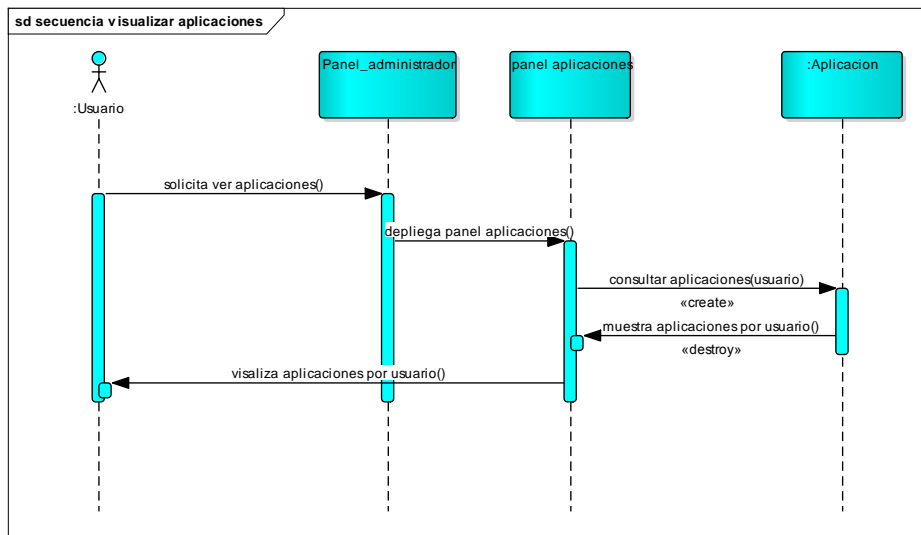 sd secuencia visualizar aplicaciones
:Usuario
Panel_administrador
panel aplicaciones
:Aplicacion
solicita ver aplicaciones()
depliega panel aplicaciones()
consultar aplicaciones(usuario)
«create»
muestra aplicaciones por usuario()
«destroy»
visaliza aplicaciones por usuario()